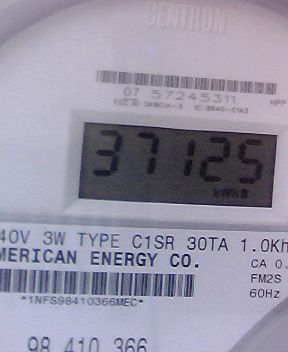 CENTRON
07 57245311
37125
kWh
40V 3W TYPE C1SR 30TA 1.0Kh
MERICAN ENERGY CO.
CA 0.
FM2S
60Hz
*1NFS98410366MEC*
98 410 366